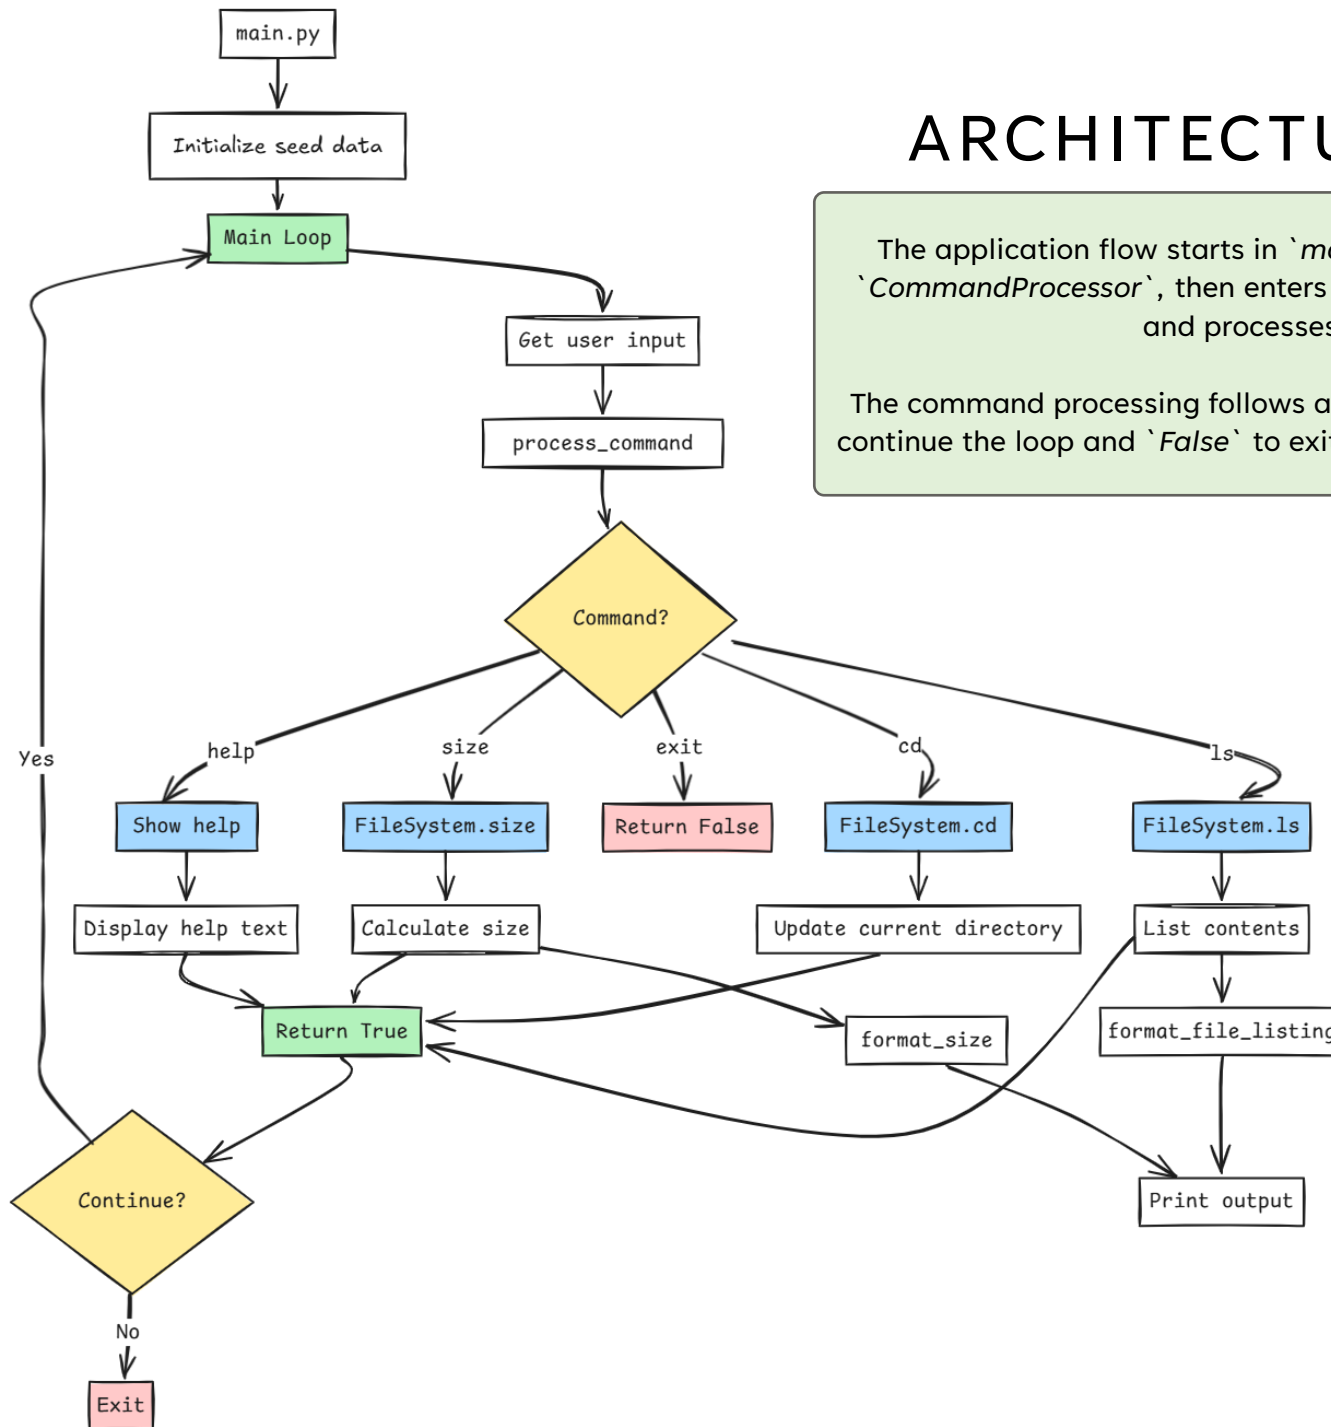 main.py
Initialize seed data
ARCHITECTU
Main Loop
The application flow starts in `
`CommandProcessor`, then enters
and processes
Get user input
The command processing follows a
continue the loop and `False` to exit
process_command
Command?
help
size
exit
cd
ls
Yes
Show help
FileSystem.size
Return False
FileSystem.cd
FileSystem.ls
Display help text
Calculate size
Update current directory
List contents
Return True
format_size
format_file_listing
Continue?
Print output
No
Exit